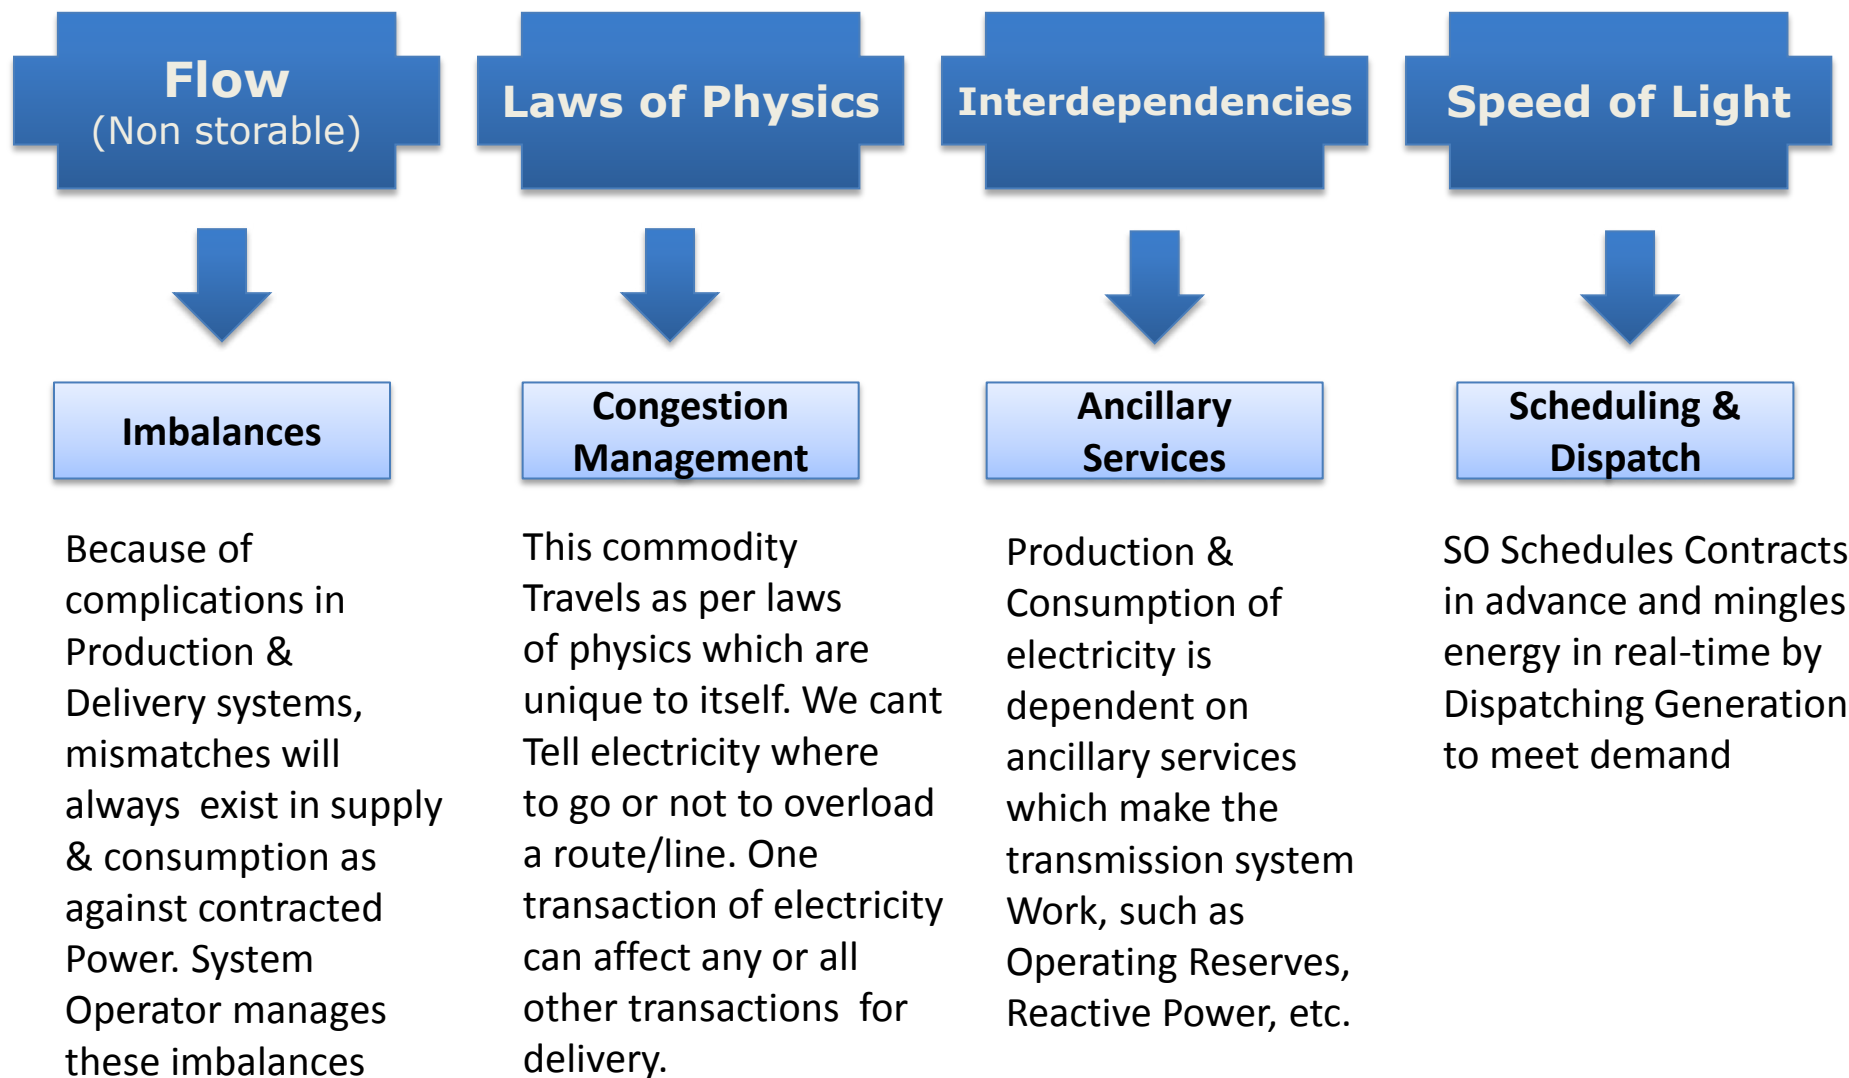 Flow
(Non storable)
Laws of Physics
Interdependencies
Speed of Light
Imbalances
Congestion
Management
Ancillary
Services
Scheduling &
Dispatch
Because of
complications in
Production &
Delivery systems,
mismatches will
always  exist in supply
& consumption as
against contracted
Power. System
Operator manages
these imbalances
This commodity
Travels as per laws
of physics which are
unique to itself. We cant
Tell electricity where
to go or not to overload
a route/line. One
transaction of electricity
can affect any or all
other transactions  for
delivery.
Production &
Consumption of
electricity is
dependent on
ancillary services
which make the
transmission system
Work, such as
Operating Reserves,
Reactive Power, etc.
SO Schedules Contracts
in advance and mingles
energy in real-time by
Dispatching Generation
to meet demand